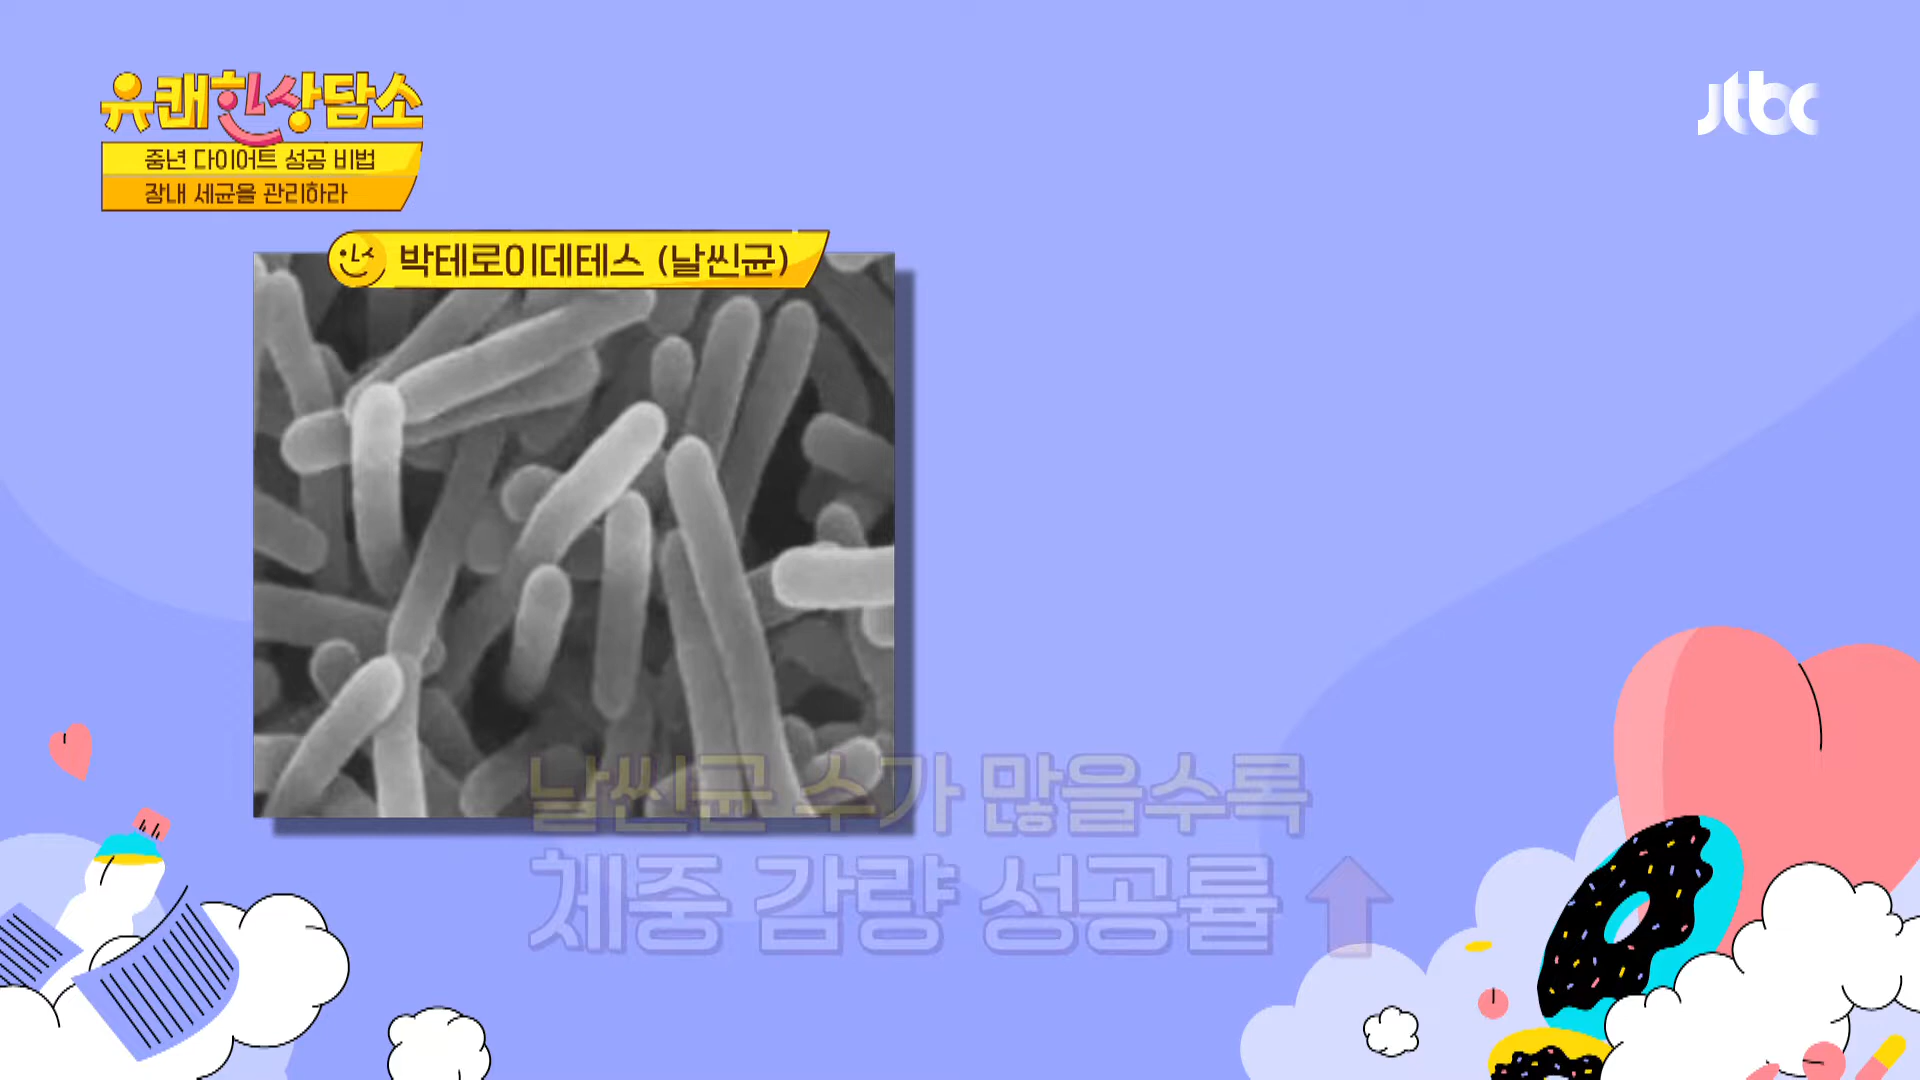 유쾌한상담소
중년 다이어트 성공 비법
장내 세균을 관리하라
jtbc
박테로이데테스 (날씬균)
날씬균 수가 많을수록
체중 감량 성공률 ↑